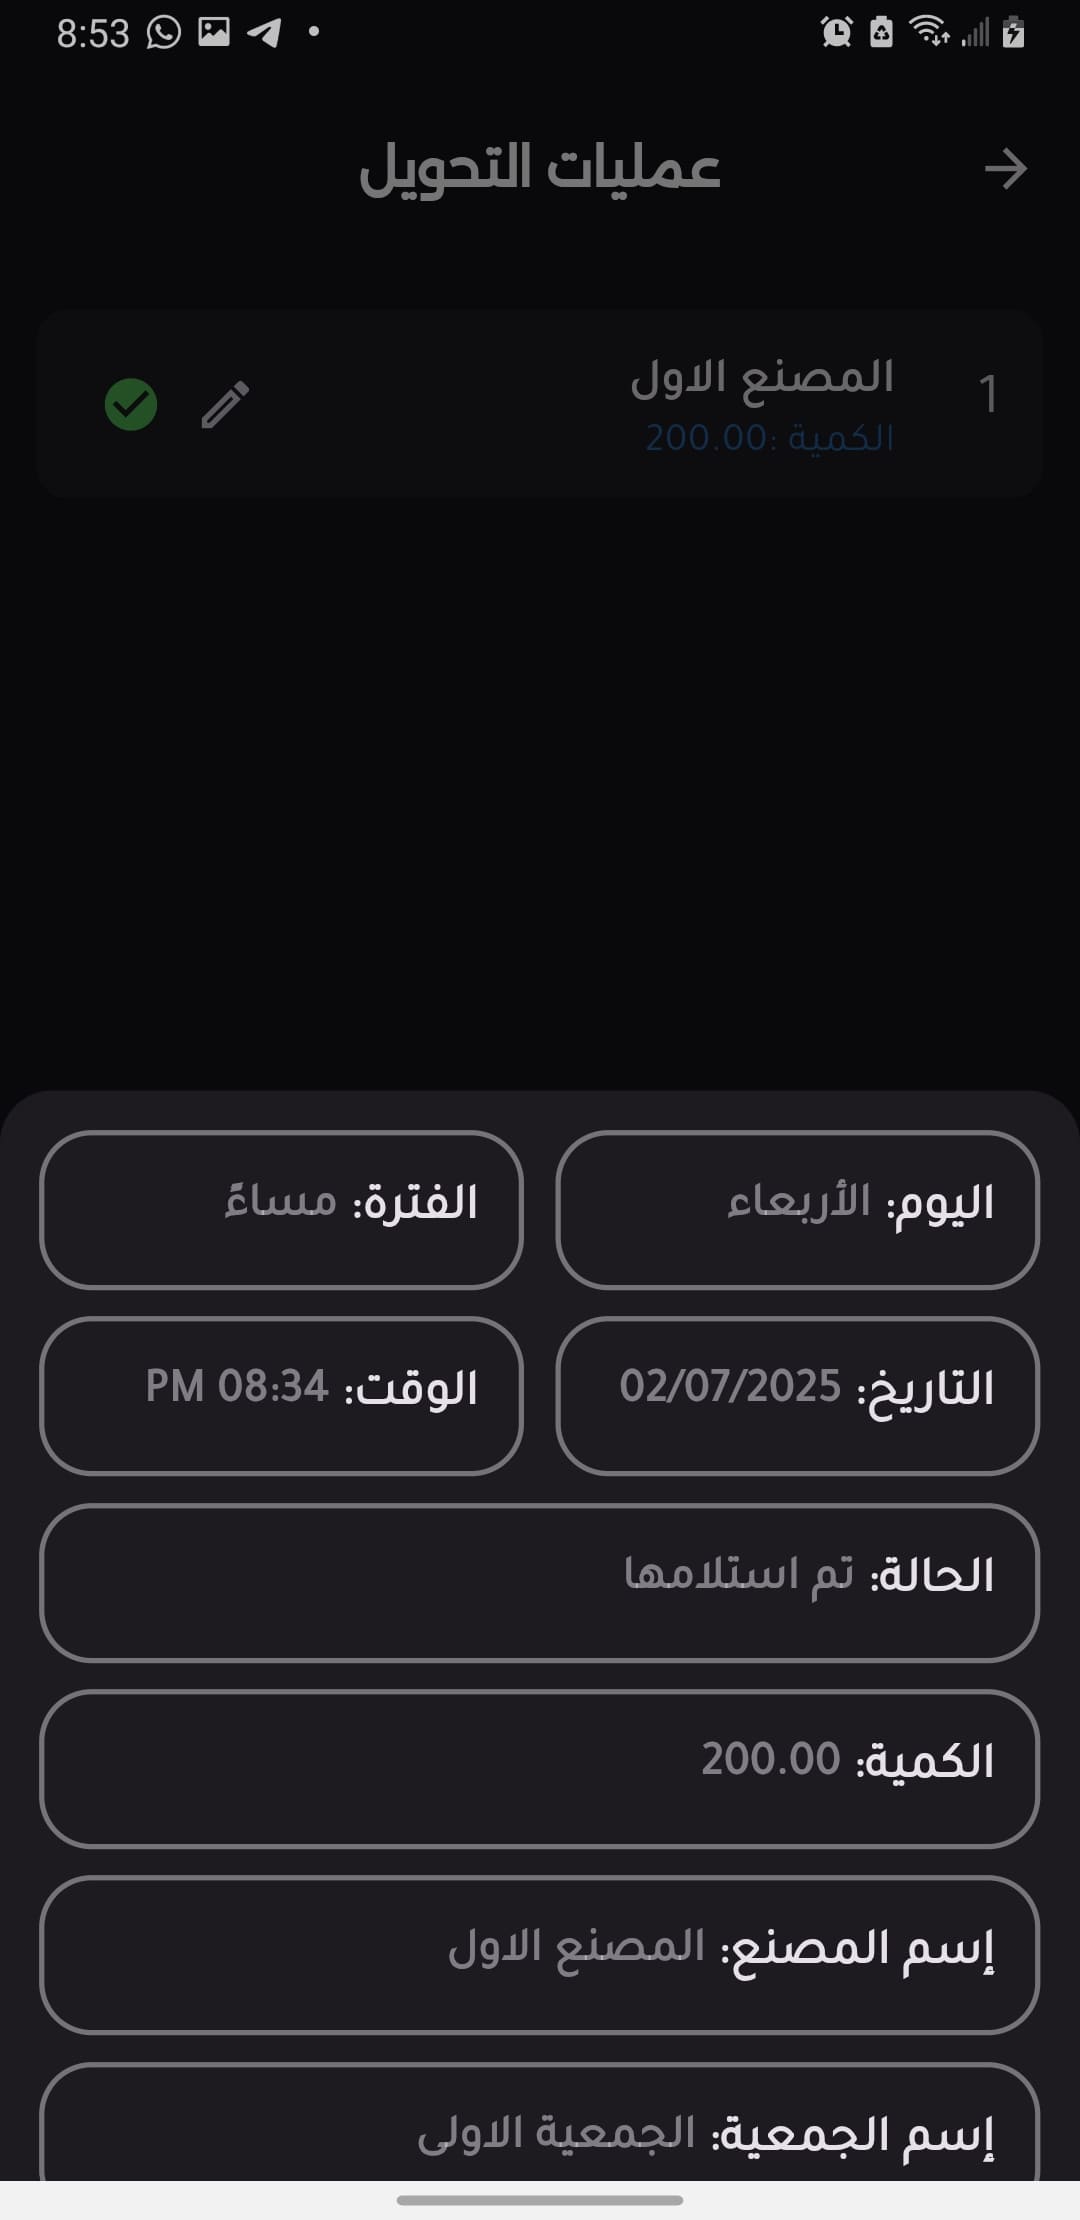 8:53
عمليات التحويل
1
المصنع الاول
الكمية :200.00
اليوم: الأربعاء
الفترة: مساءً
التاريخ: 02/07/2025
الوقت: 08:34 PM
الحالة: تم استلامها
الكمية: 200.00
إسم المصنع: المصنع الاول
إسم الجمعية: الجمعية الاولى